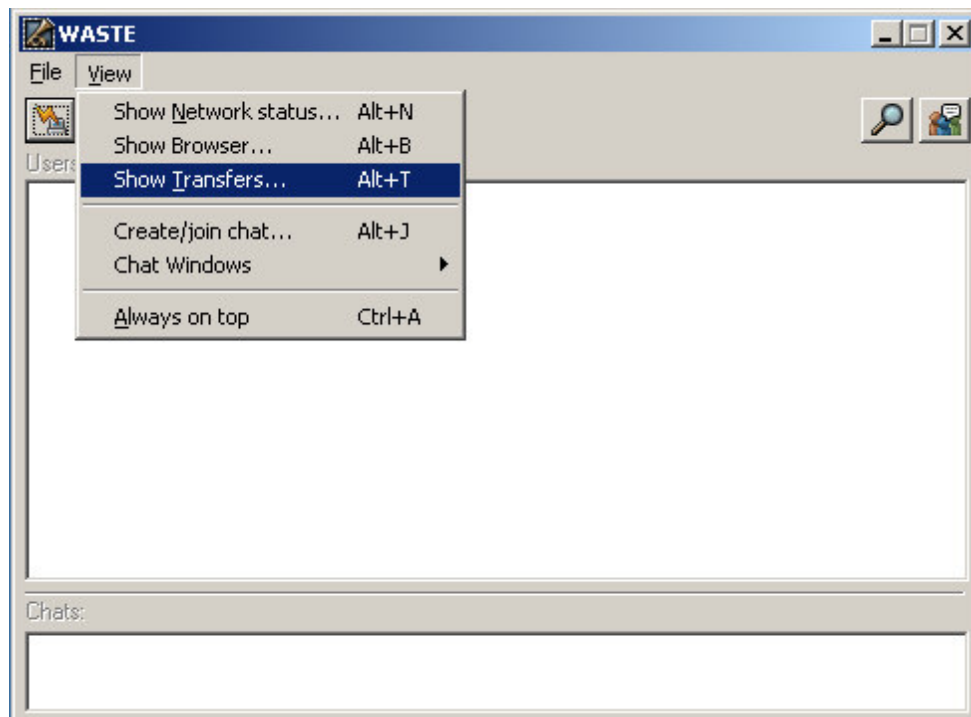 WASTE
File View
Show Network status... Alt+N
Users
Show Browser... Alt+B
Show Transfers... Alt+T
Create/join chat... Alt+J
Chat Windows
Always on top Ctrl+A
Chats: